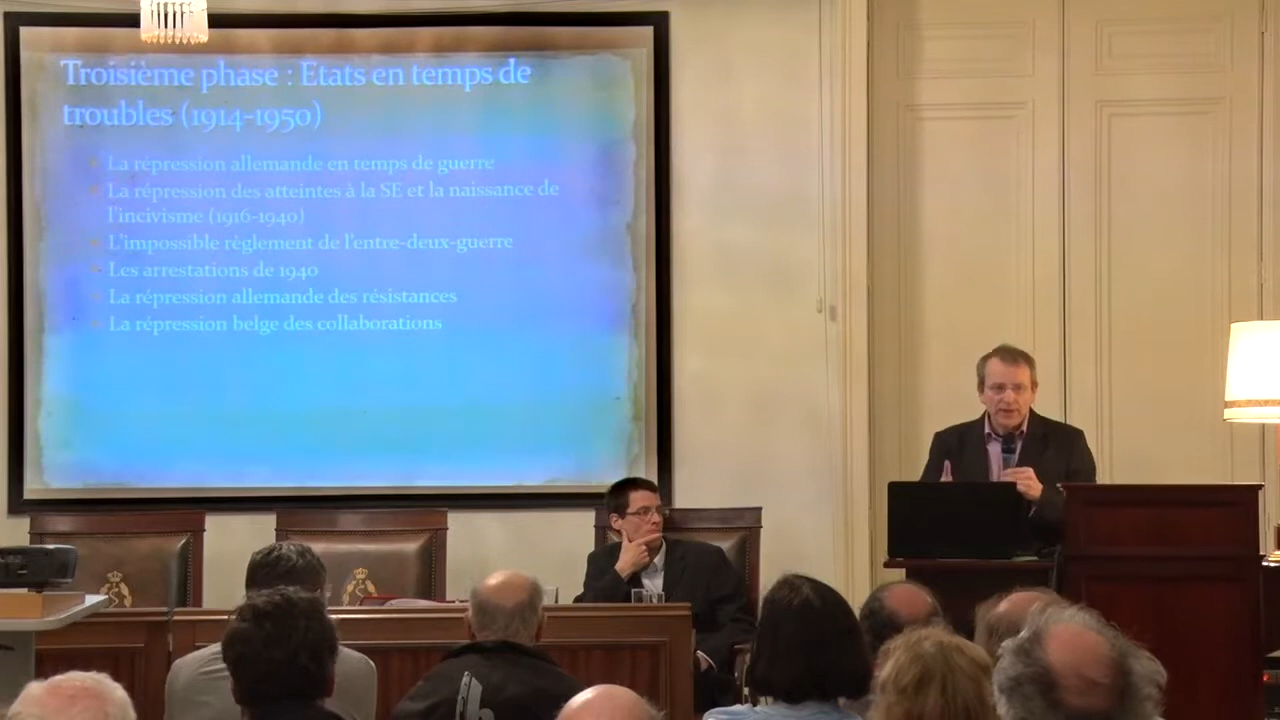 Troisième phase : Etats en temps de
troubles (1914-1950)
La répression allemande en temps de guerre
La répression des atteintes à la SE et la naissance de
l'incivisme (1916-1940)
L'impossible règlement de l'entre-deux-guerre
Les arrestations de 1940
La répression allemande des résistances
La répression belge des collaborations